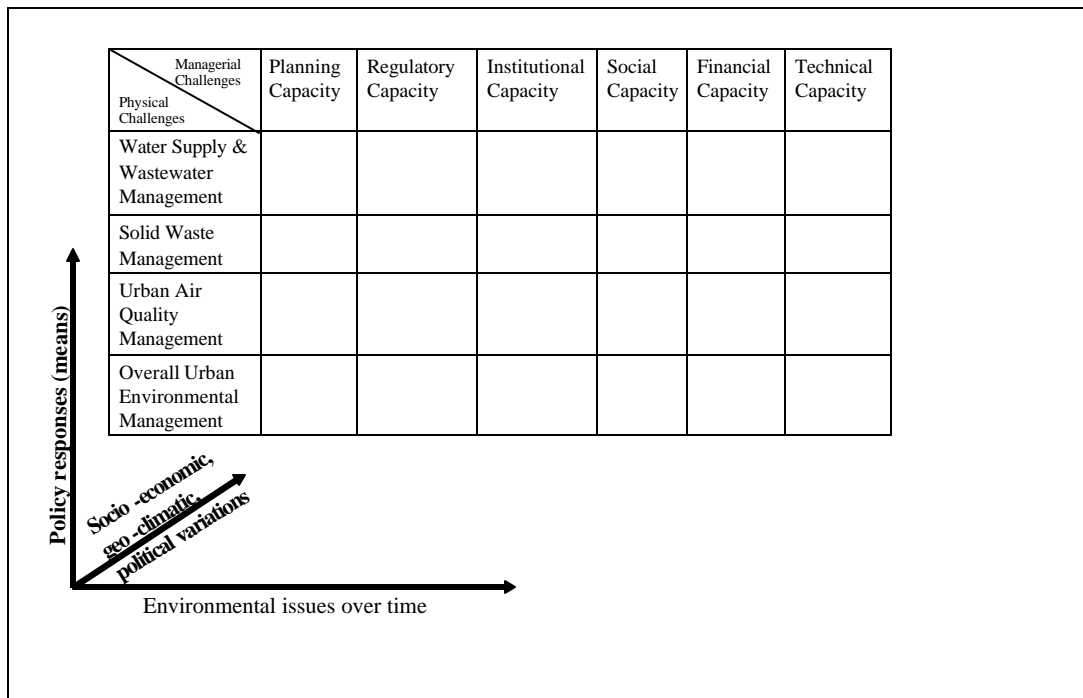 Managerial
Challenges
Physical
Challenges
Planning
Capacity
Regulatory
Capacity
Institutional
Capacity
Social
Capacity
Financial
Capacity
Technical
Capacity
Water Supply &
Wastewater
Management
Solid Waste
Management
Urban Air
Quality
Management
Overall Urban
Environmental
Management
Policy responses (means)
Socio -economic,
geo -climatic,
political variations
Environmental issues over time